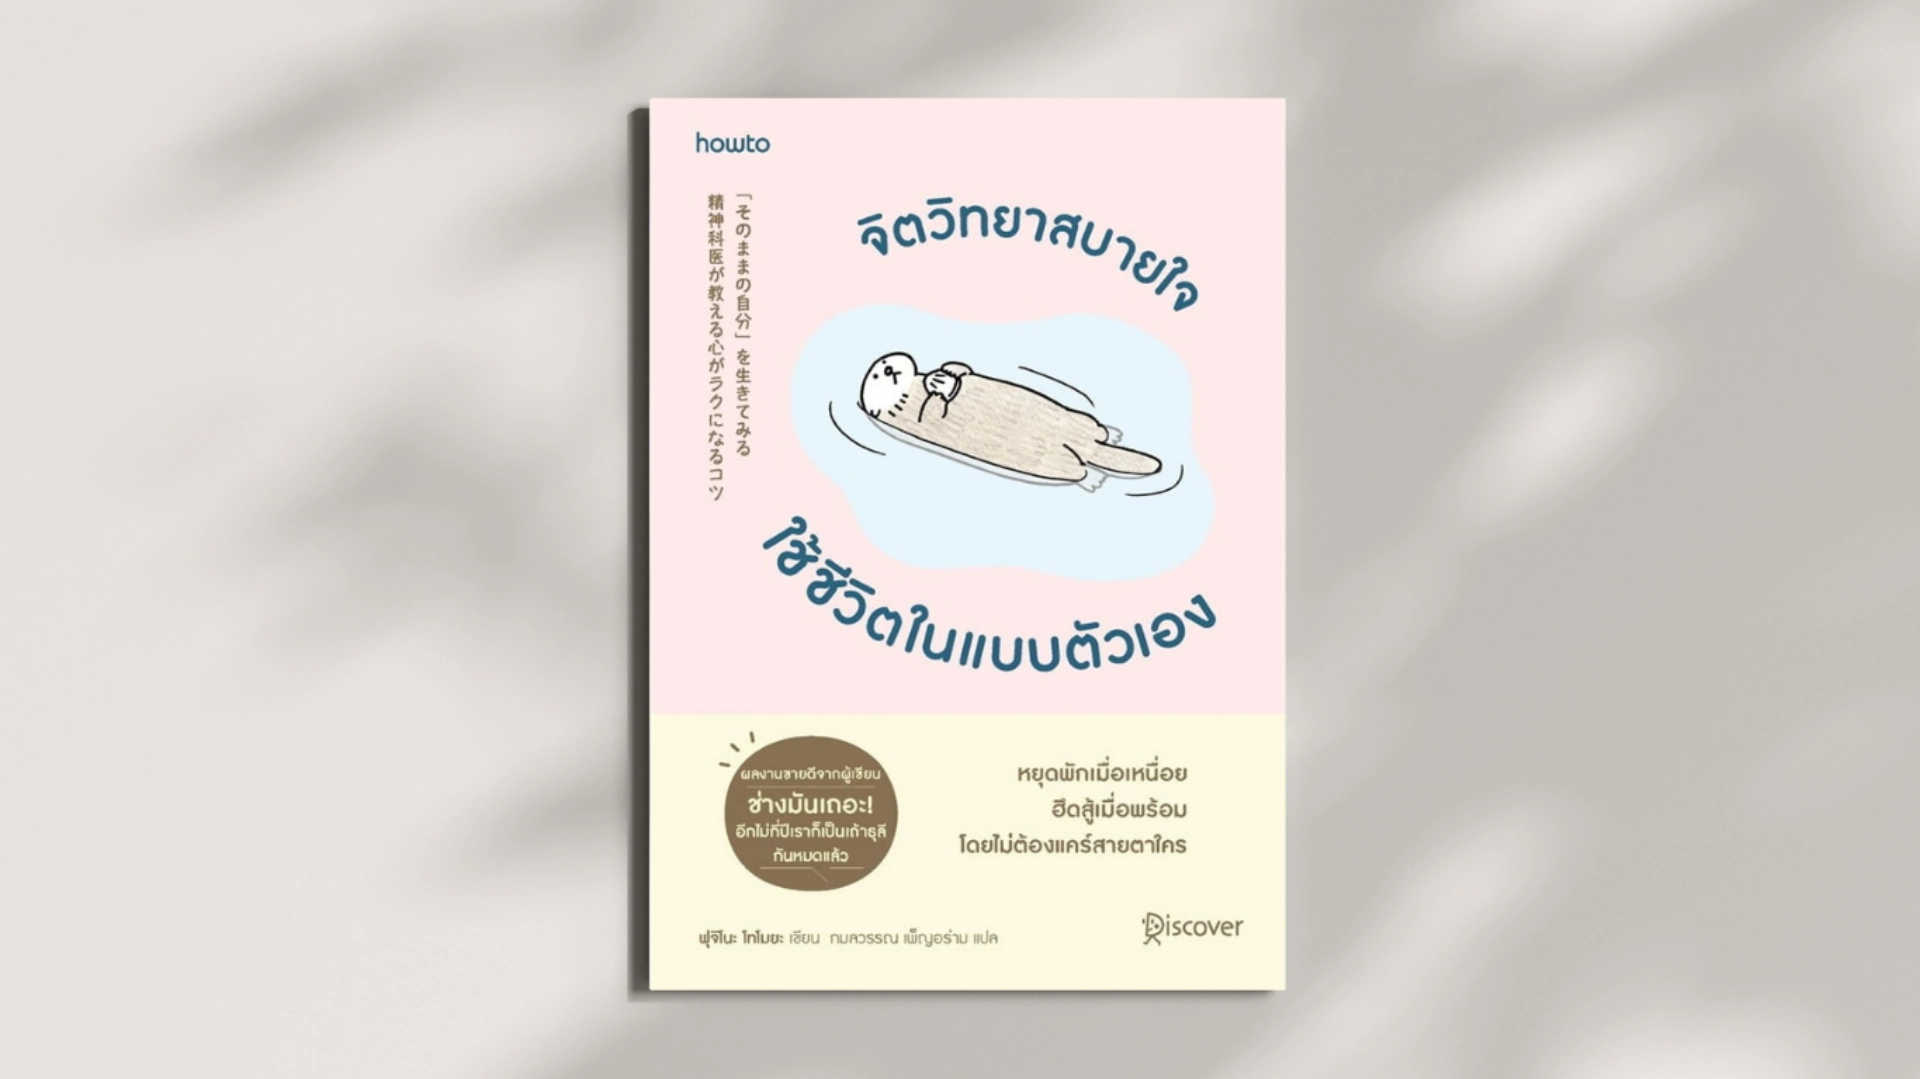 howto
「そのままの自分」を生きてみる
精神科医が教える心がラクになるコツ
จิตวิทยาสบายใจ
ใช้ชีวิตในแบบตัวเอง
ผลงานขายดีจากผู้เขียน
ช่างมันเถอะ!
อีกไม่กี่ปีเราก็เป็นเถ้าธุลี
กันหมดแล้ว
หยุดพักเมื่อเหนื่อย
ฮึดสู้เมื่อพร้อม
โดยไม่ต้องแคร์สายตาใคร
ฟุจิโนะ โทโมยะ เขียน กมลวรรณ เพ็ญอร่าม แปล
Discover